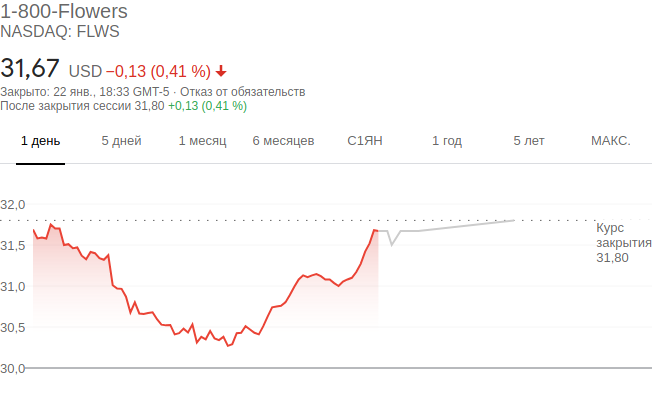 1-800-Flowers
NASDAQ: FLWS
31,67 USD −0,13 (0,41 %)
Закрыто: 22 янв., 18:33 GMT-5 · Отказ от обязательств
После закрытия сессии 31,80 +0,13 (0,41 %)
1 день 5 дней 1 месяц 6 месяцев С1ЯН 1 год 5 лет МАКС.
32,0
31,5
31,0
30,5
30,0
Курс
закрытия
31,80